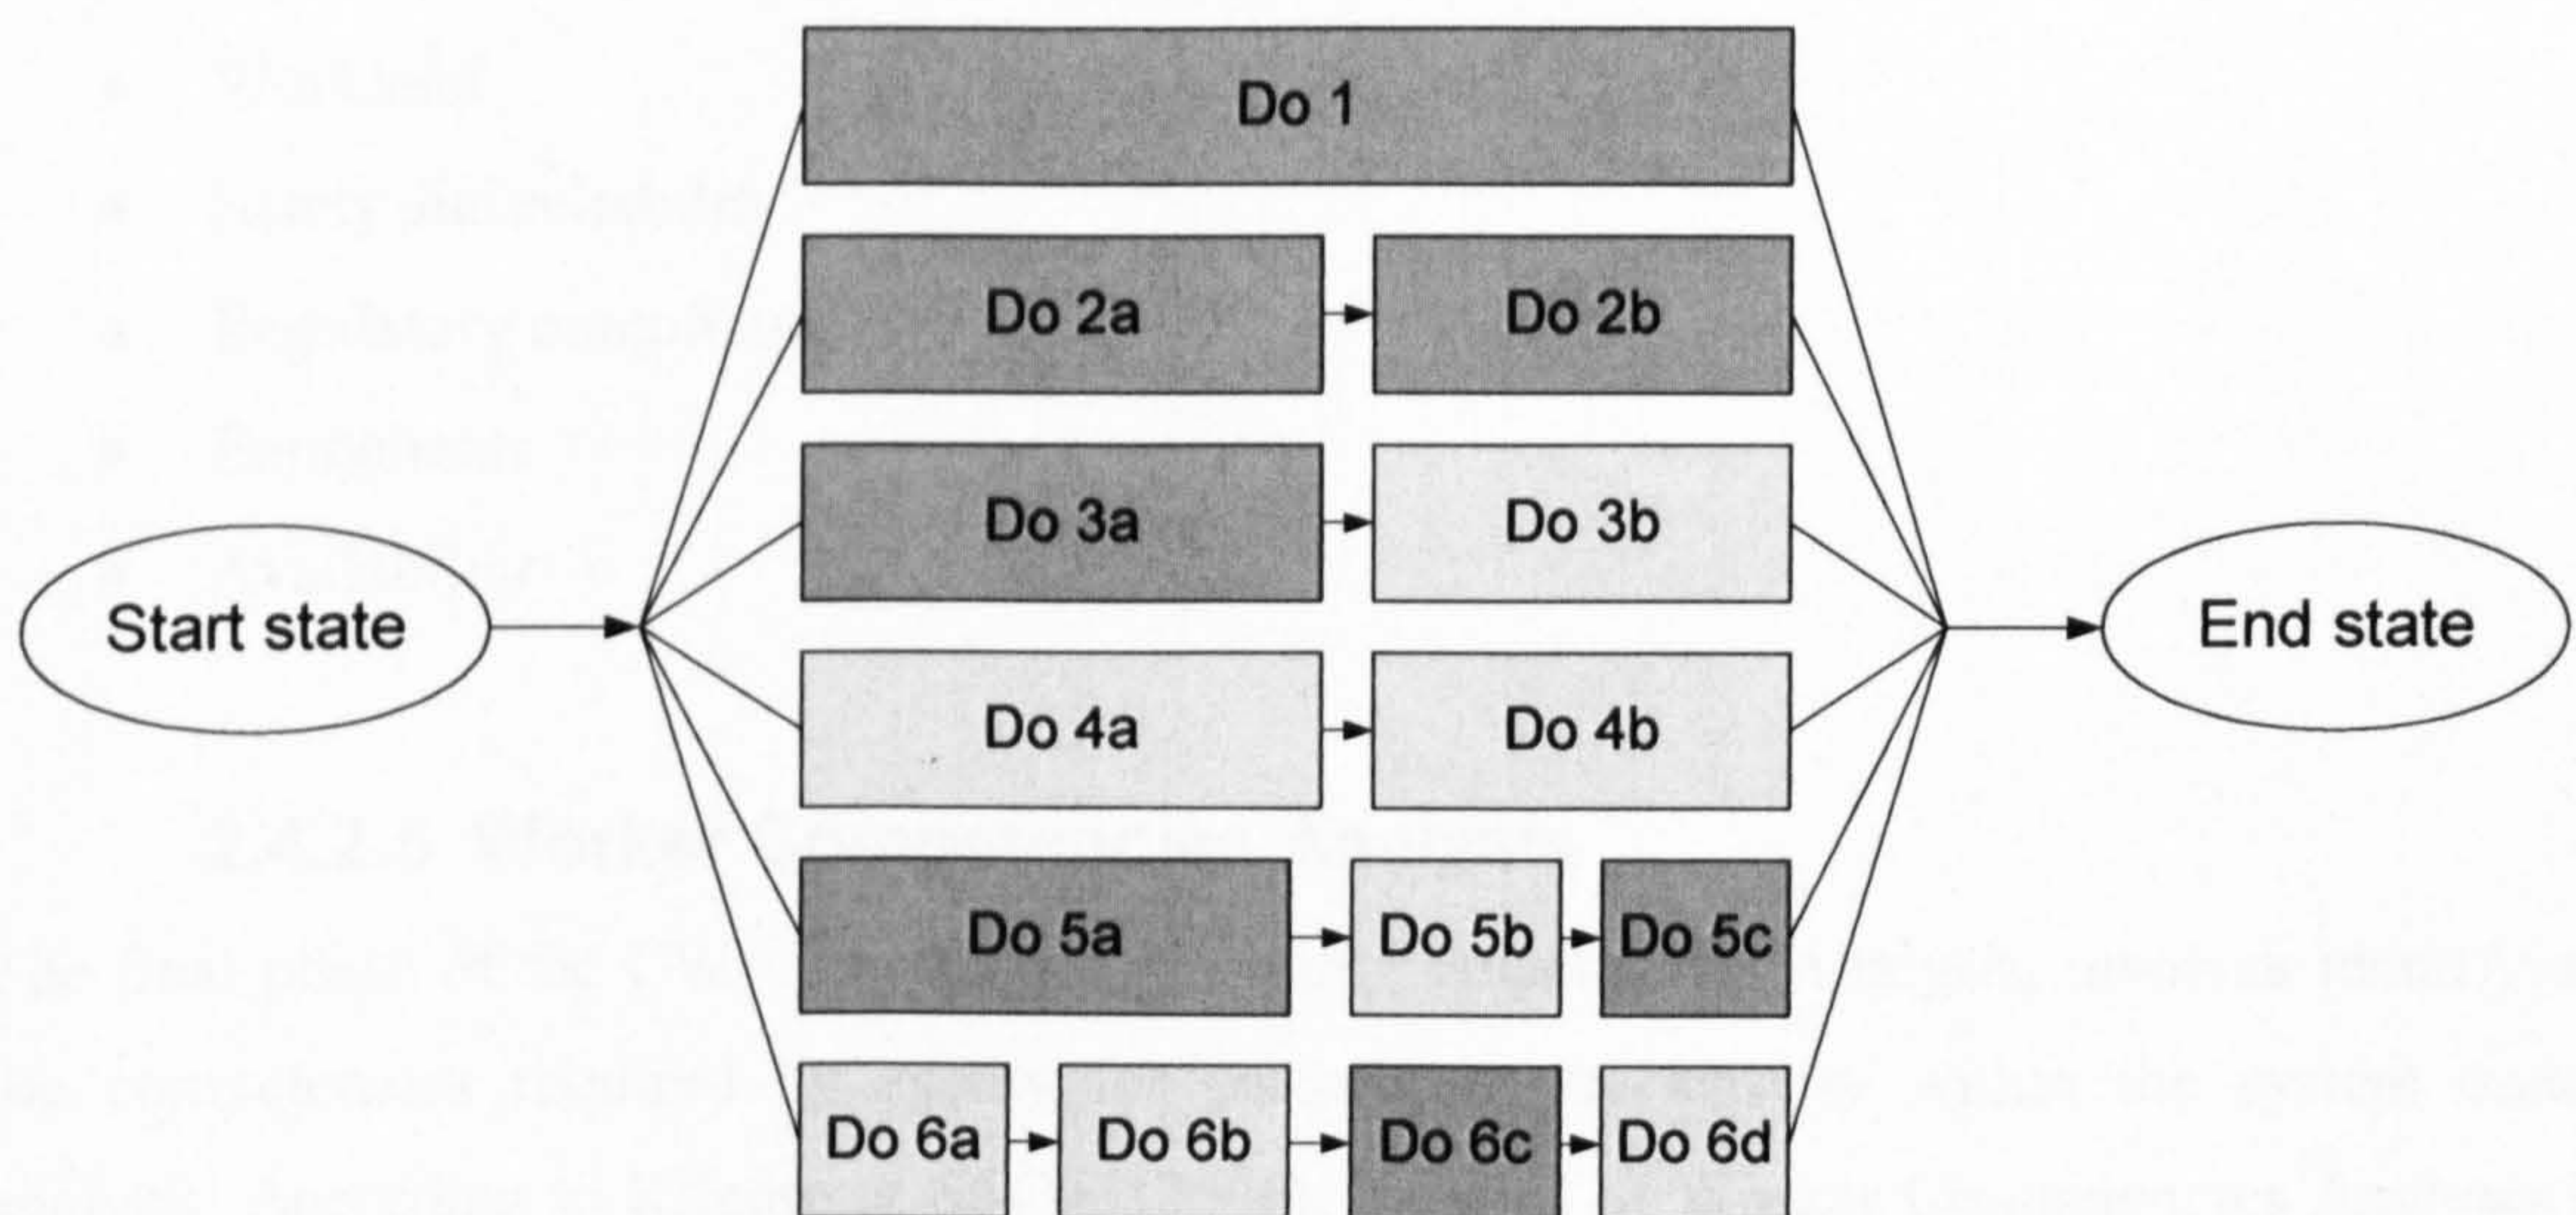 Do 1
Do 2a
Do 2b
Do 3a
Do 3b
Start state
End state
Do 4a
Do 4b
Do 5a
Do 5b
Do 5c
Do 6a
Do 6b
Do 6c
Do 6d